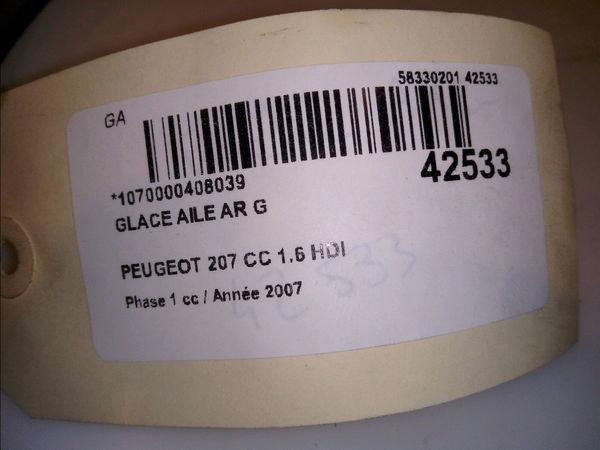 58330201 42533
GA
42533
*1070000408039
GLACE AILE AR G
PEUGEOT 207 CC 1.6 HDI
Phase 1 cc / Année 2007
42533